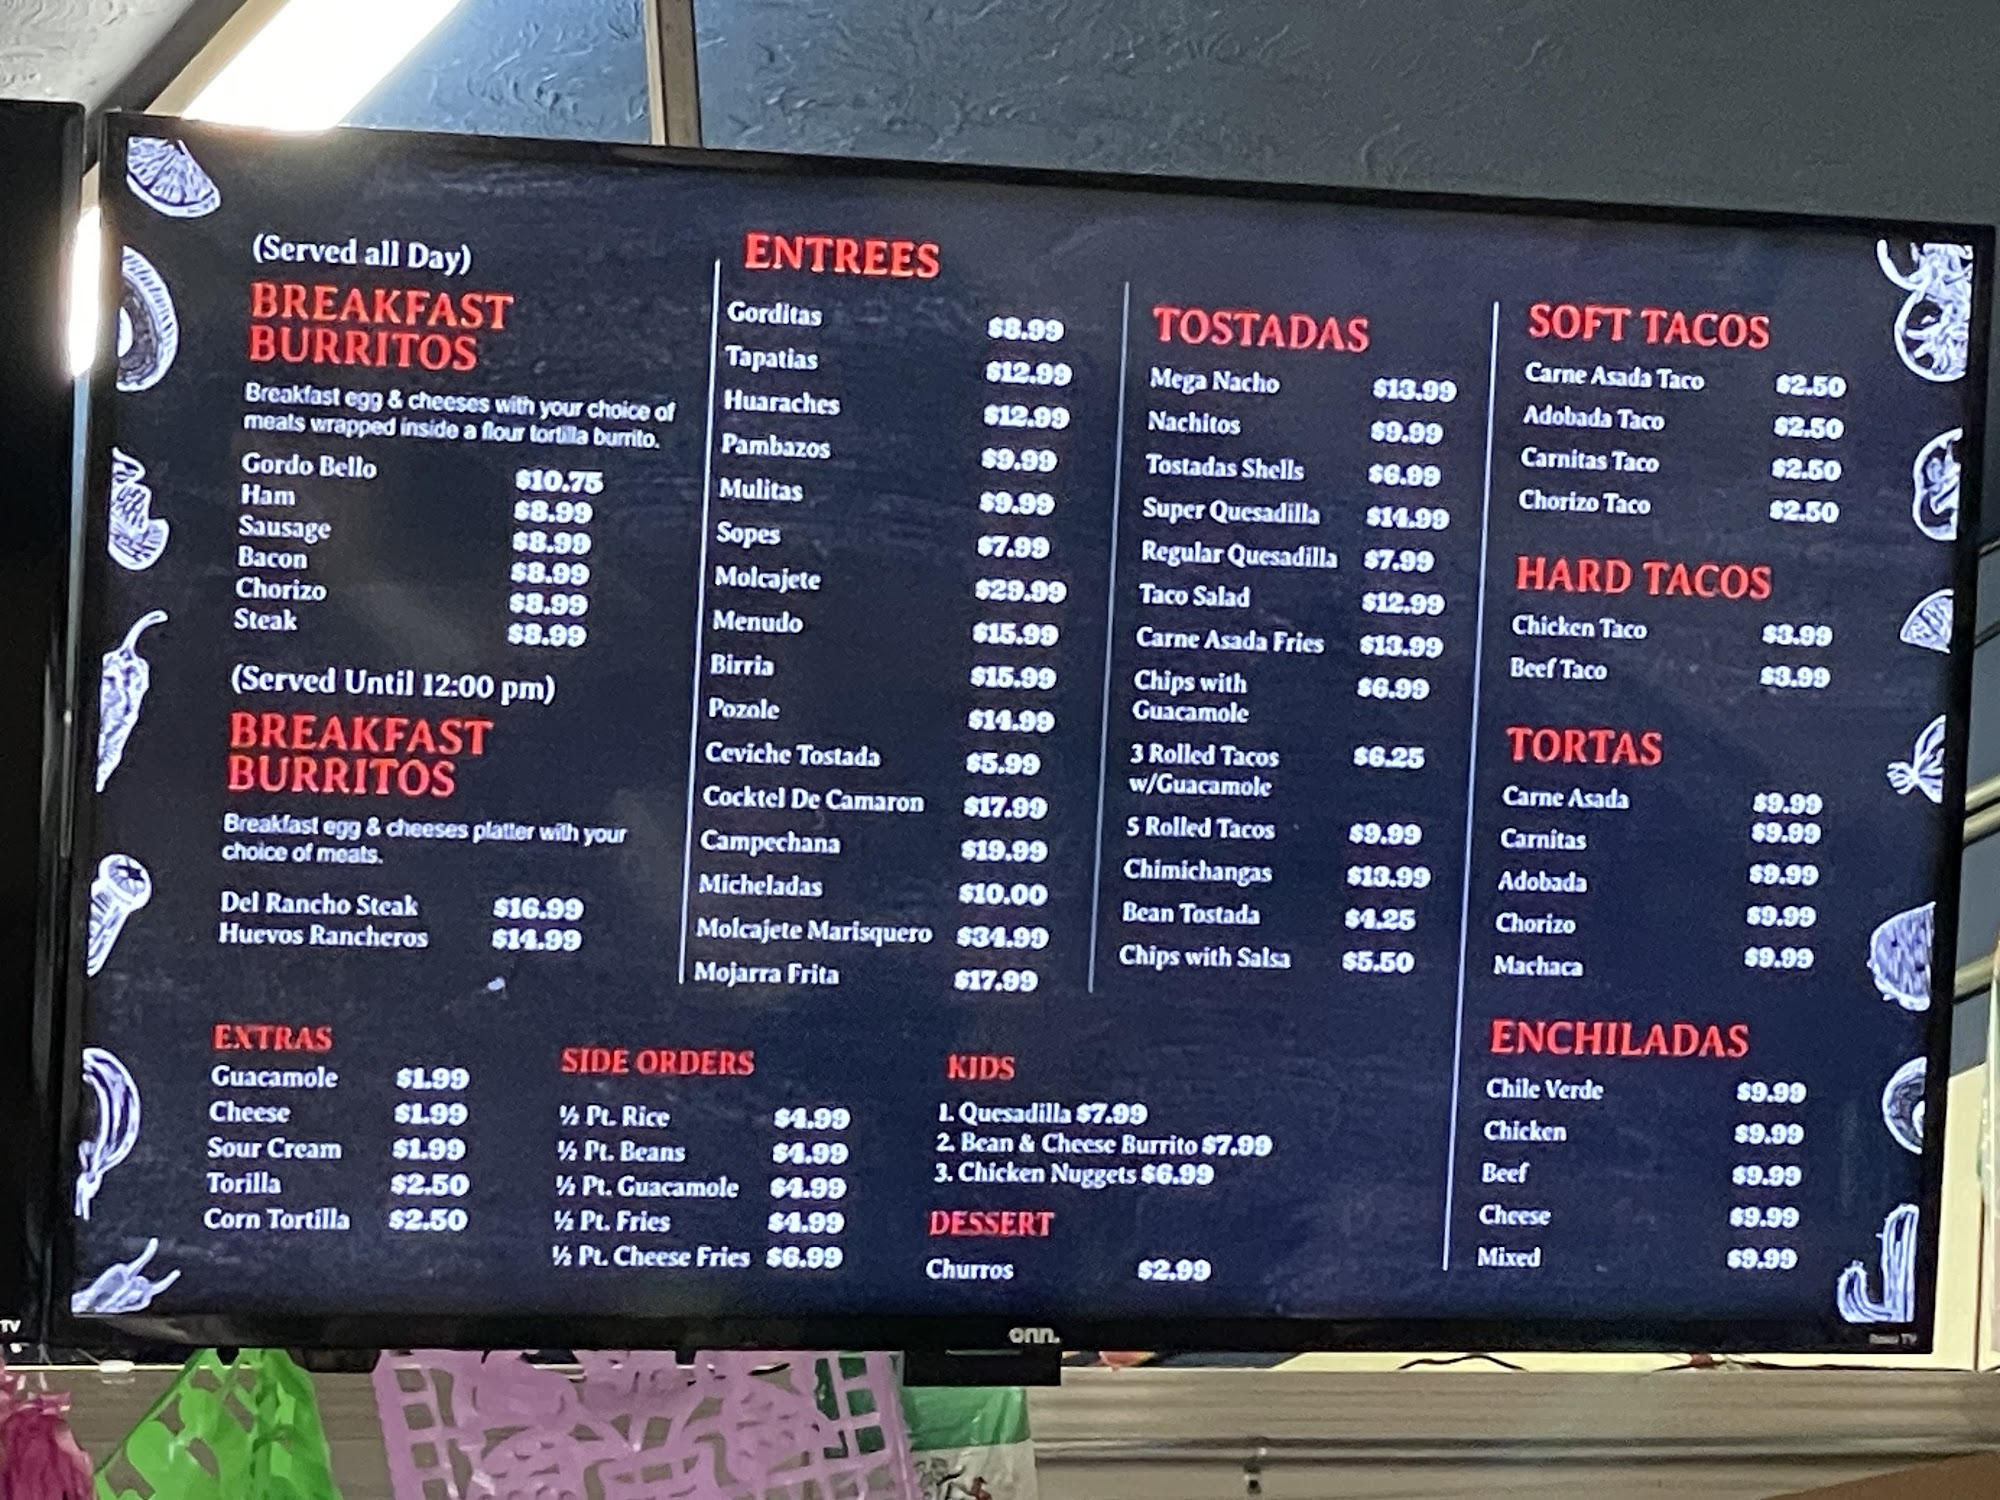 (Served all Day)
BREAKFAST
BURRITOS
Breakfast egg & cheeses with your choice of
meats wrapped inside a flour tortilla burrito.
Gordo Bello $10.75
Ham $8.99
Sausage $8.99
Bacon $8.99
Chorizo $8.99
Steak $8.99
(Served Until 12:00 pm)
BREAKFAST
BURRITOS
Breakfast egg & cheeses platter with your
choice of meats.
Del Rancho Steak $16.99
Huevos Rancheros $14.99
ENTREES
Gorditas $8.99
Tapatias $12.99
Huaraches $12.99
Pambazos $9.99
Mulitas $9.99
Sopes $7.99
Molcajete $29.99
Menudo $15.99
Birria $15.99
Pozole $14.99
Ceviche Tostada $5.99
Cocktel De Camaron $17.99
Campechana $19.99
Micheladas $10.00
Molcajete Marisquero $34.99
Mojarra Frita $17.99
TOSTADAS
Mega Nacho $13.99
Nachitos $9.99
Tostadas Shells $6.99
Super Quesadilla $14.99
Regular Quesadilla $7.99
Taco Salad $12.99
Carne Asada Fries $13.99
Chips with $6.99
Guacamole
3 Rolled Tacos $6.25
w/Guacamole
5 Rolled Tacos $9.99
Chimichangas $13.99
Bean Tostada $4.25
Chips with Salsa $5.50
SOFT TACOS
Carne Asada Taco $2.50
Adobada Taco $2.50
Carnitas Taco $2.50
Chorizo Taco $2.50
HARD TACOS
Chicken Taco $3.99
Beef Taco $3.99
TORTAS
Carne Asada $9.99
Carnitas $9.99
Adobada $9.99
Chorizo $9.99
Machaca $9.99
ENCHILADAS
Chile Verde $9.99
Chicken $9.99
Beef $9.99
Cheese $9.99
Mixed $9.99
EXTRAS
Guacamole $1.99
Cheese $1.99
Sour Cream $1.99
Torilla $2.50
Corn Tortilla $2.50
SIDE ORDERS
½ Pt. Rice $4.99
½ Pt. Beans $4.99
½ Pt. Guacamole $4.99
½ Pt. Fries $4.99
½ Pt. Cheese Fries $6.99
KIDS
1. Quesadilla $7.99
2. Bean & Cheese Burrito $7.99
3. Chicken Nuggets $6.99
DESSERT
Churros $2.99
onn.
Roku TV
TV